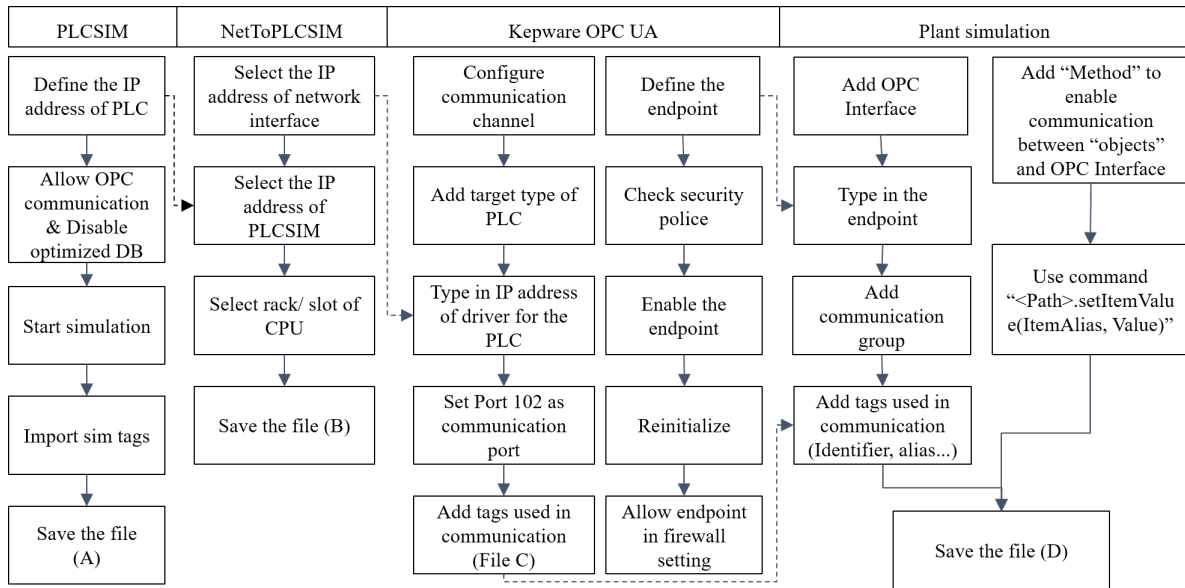 PLCSIM
NetToPLCSIM
Kepware OPC UA
Plant simulation
Define the IP
address of PLC
Allow OPC
communication
& Disable
optimized DB
Start simulation
Import sim tags
Save the file
(A)
Select the IP
address of network
interface
Select the IP
address of
PLCSIM
Select rack/ slot of
CPU
Save the file (B)
Configure
communication
channel
Add target type of
PLC
Type in IP address
of driver for the
PLC
Set Port 102 as
communication
port
Add tags used in
communication
(File C)
Define the
endpoint
Check security
police
Enable the
endpoint
Reinitialize
Allow endpoint
in firewall
setting
Add OPC
Interface
Type in the
endpoint
Add
communication
group
Add tags used in
communication
(Identifier, alias...)
Add “Method” to
enable
communication
between “objects”
and OPC Interface
Use command
“<Path>.setItemValu
e(ItemAlias, Value)”
Save the file (D)